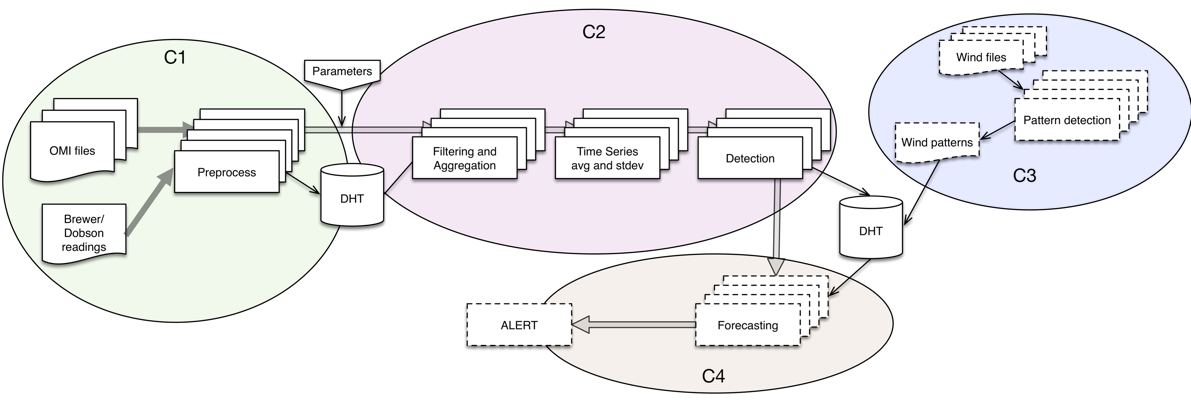 C1
OMI files
Preprocess
Brewer/
Dobson
readings
Parameters
DHT
C2
Filtering and
Aggregation
Time Series
avg and stdev
Detection
C3
Wind files
Pattern detection
Wind patterns
DHT
ALERT
Forecasting
C4